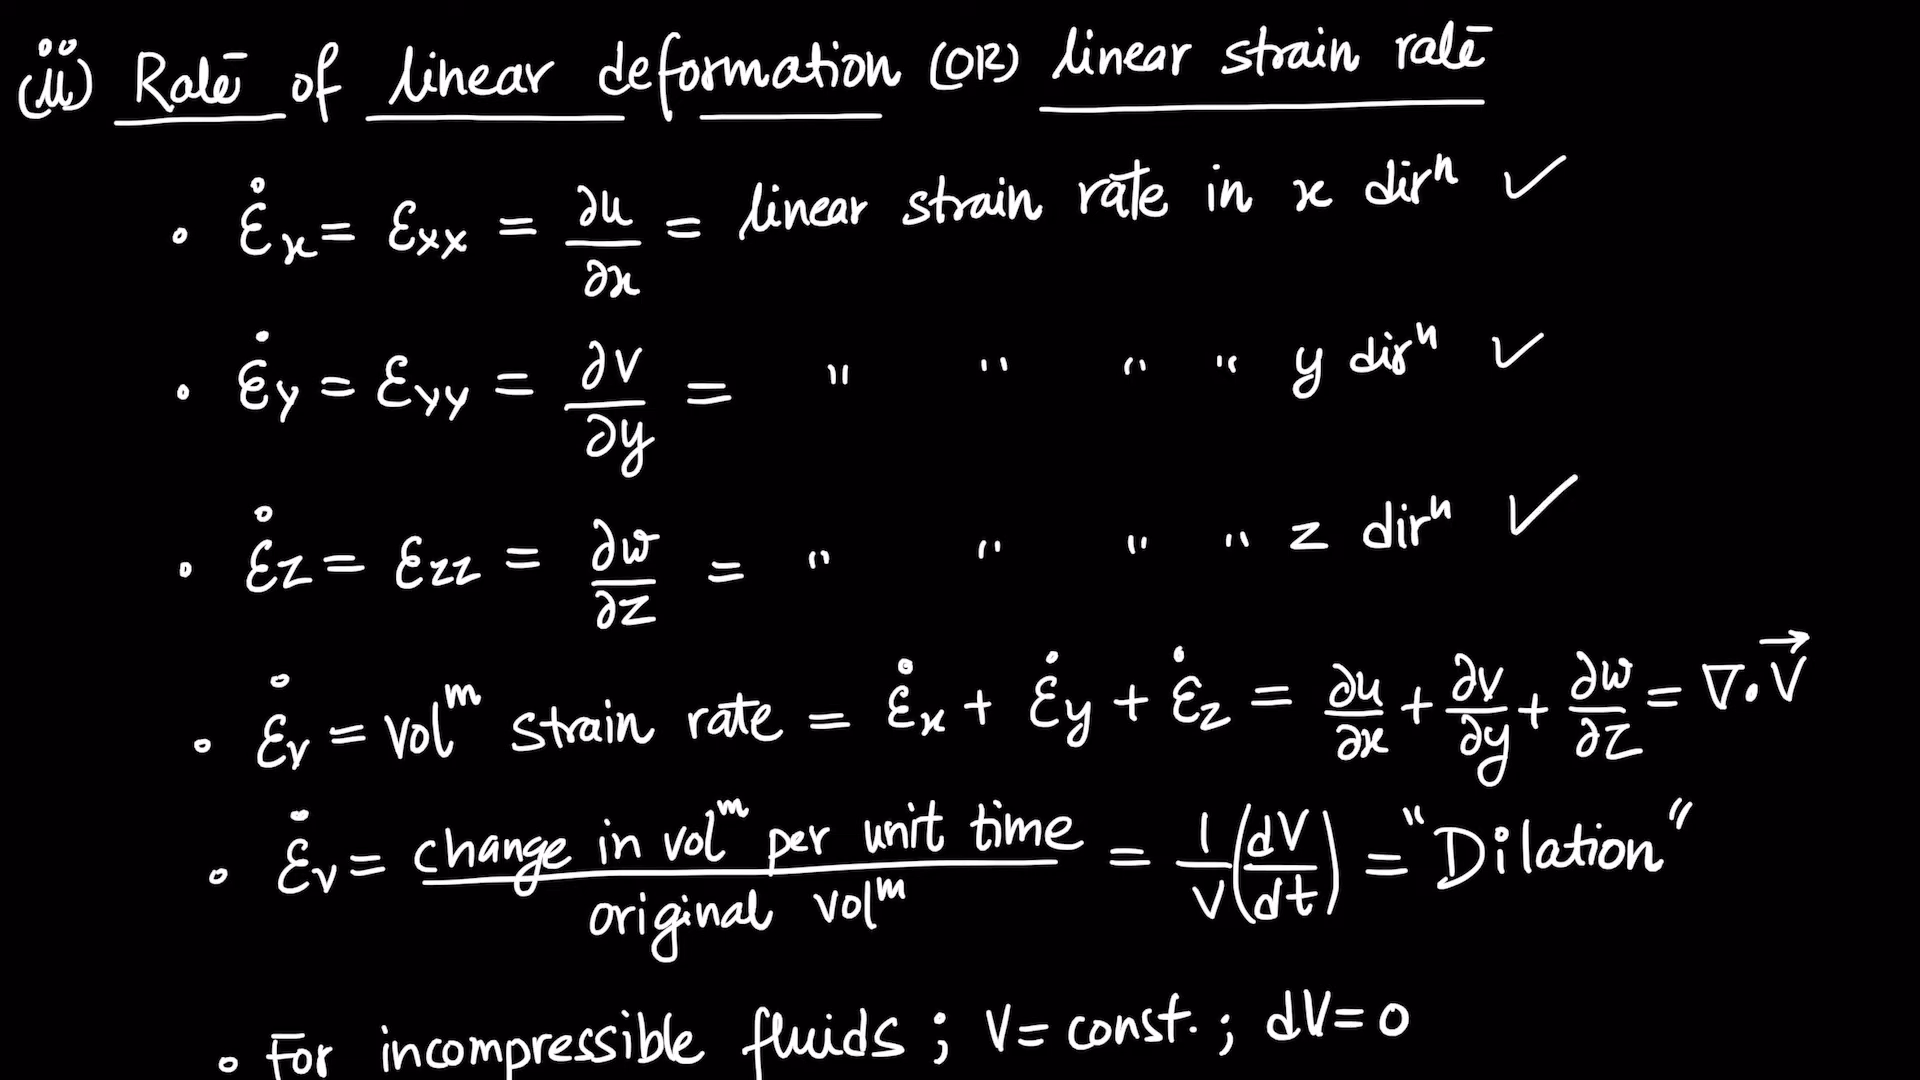 (ii) Rate of linear deformation (OR) linear strain rate
• ε̇x = εxx = ∂u/∂x = linear strain rate in x dirⁿ ✓
• ε̇y = εyy = ∂v/∂y = " " " " y dirⁿ ✓
• ε̇z = εzz = ∂w/∂z = " " " " z dirⁿ ✓
• ε̇v = volᵐ strain rate = ε̇x + ε̇y + ε̇z = ∂u/∂x + ∂v/∂y + ∂w/∂z = ∇·V⃗
• ε̇v = change in volᵐ per unit time / original volᵐ = 1/V (dV/dt) = "Dilation"
• For incompressible fluids ; V = const. ; dV = 0